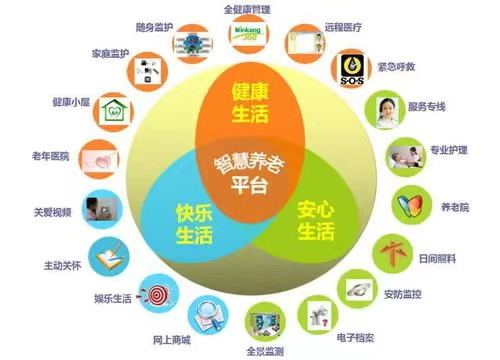 全健康管理
随身监护
远程医疗
家庭监护
Minkang
360
紧急呼救
S·O·S
健康小屋
健康
生活
服务专线
老年医院
智慧养老
平台
专业护理
关爱视频
快乐
生活
安心
生活
养老院
主动关怀
日间照料
娱乐生活
安防监控
网上商城
全景监测
电子档案